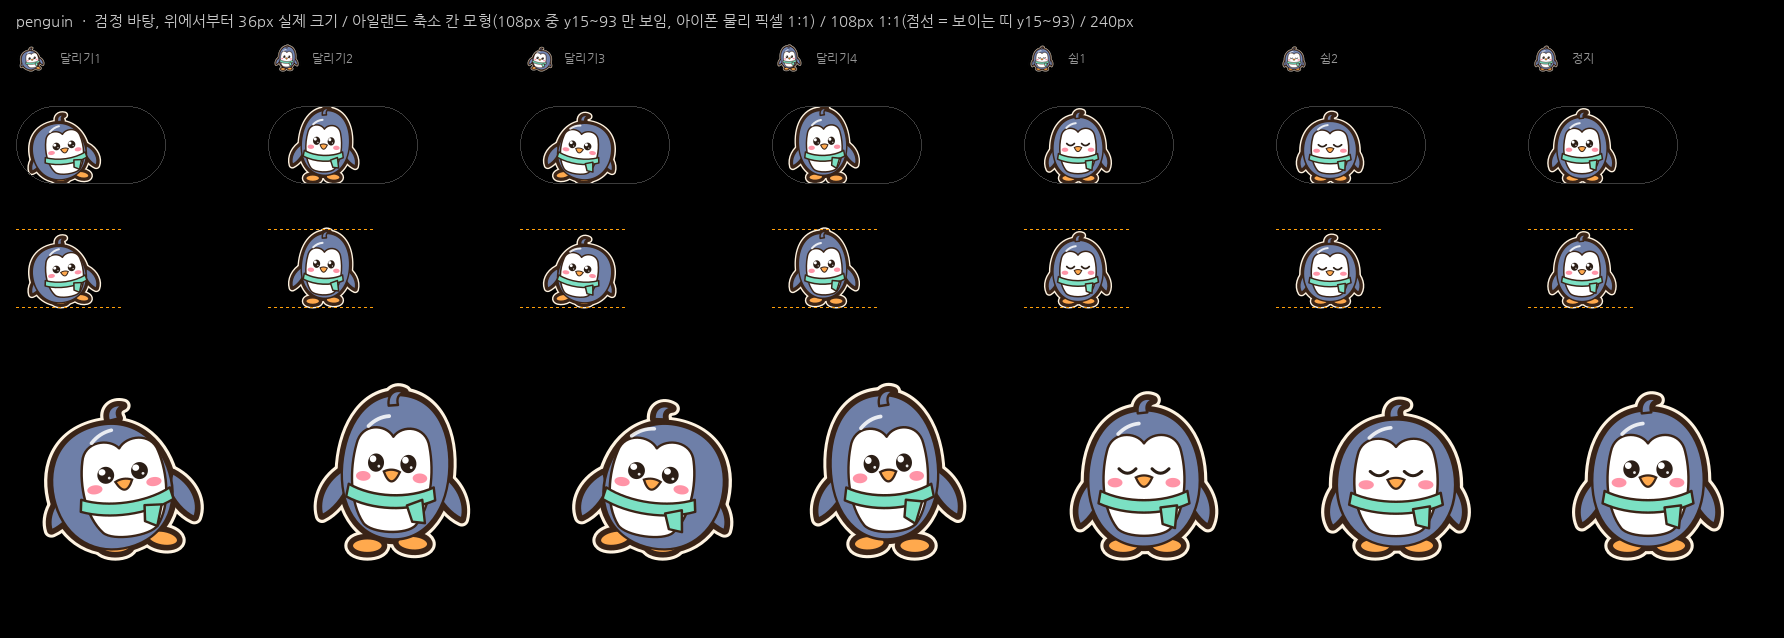 penguin · 검정 바탕, 위에서부터 36px 실제 크기 / 아일랜드 축소 칸 모형(108px 중 y15~93 만 보임, 아이폰 물리 픽셀 1:1) / 108px 1:1(점선 = 보이는 띠 y15~93) / 240px
달리기1 달리기2 달리기3 달리기4 쉼1 쉼2 정지